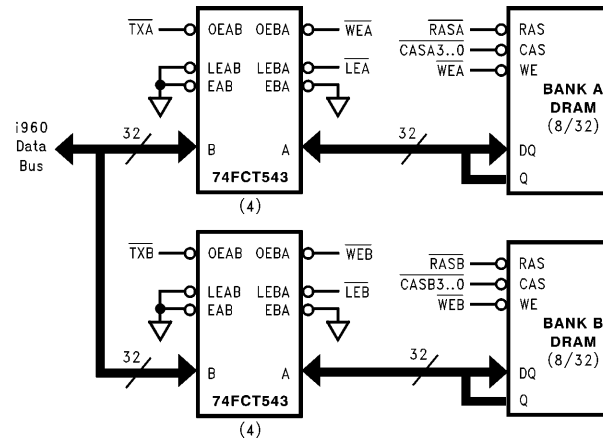 TXA OEAB OEBA WEA
LEAB LEBA LEA
EAB EBA
i960
Data
Bus
32
B A
74FCT543
(4)
32
RASA RAS
CASA3..0 CAS
WEA WE
BANK A
DRAM
(8/32)
DQ
Q
TXB OEAB OEBA WEB
LEAB LEBA LEB
EAB EBA
32
B A
74FCT543
(4)
32
RASB RAS
CASB3..0 CAS
WEB WE
BANK B
DRAM
(8/32)
DQ
Q